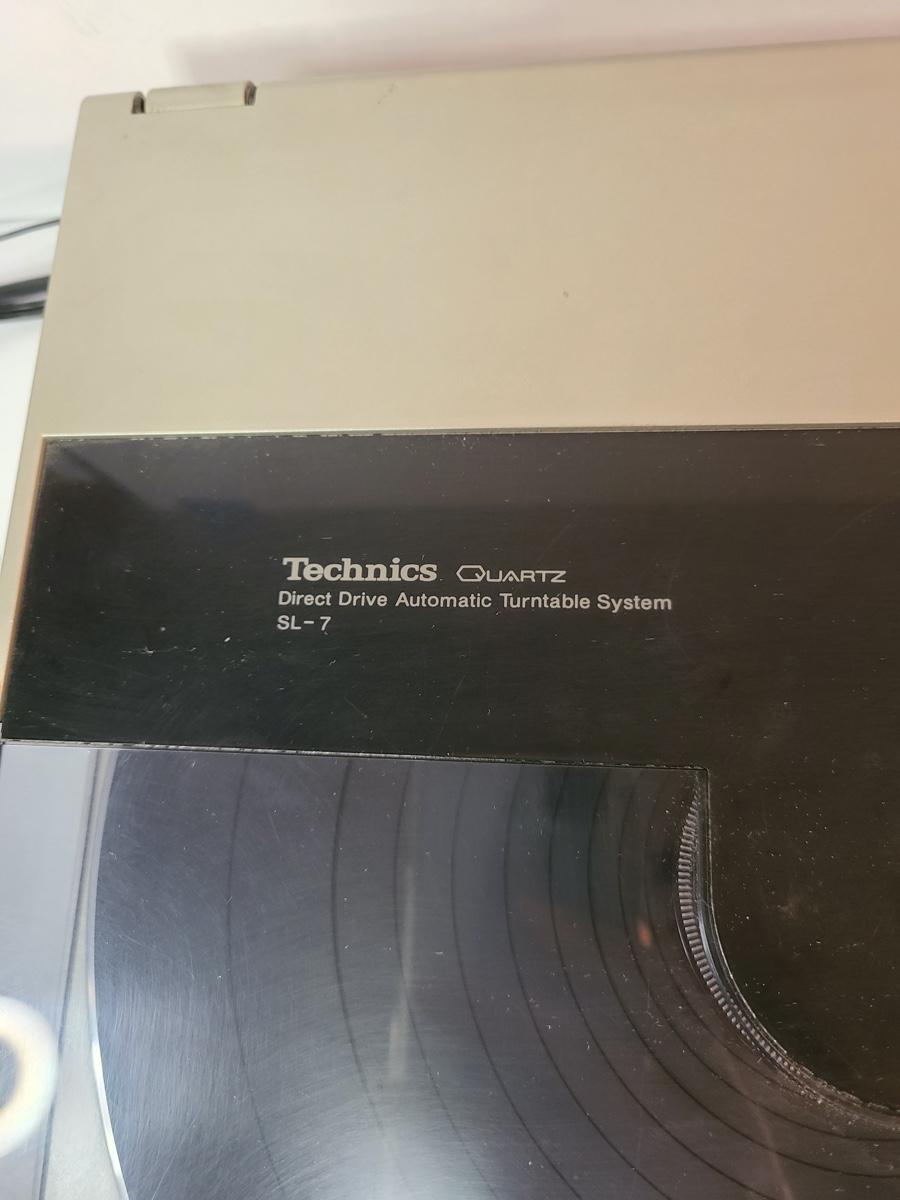 Technics QUARTZ
Direct Drive Automatic Turntable System
SL-7